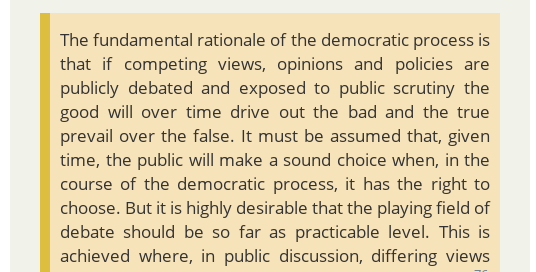 The fundamental rationale of the democratic process is
that if competing views, opinions and policies are
publicly debated and exposed to public scrutiny the
good will over time drive out the bad and the true
prevail over the false. It must be assumed that, given
time, the public will make a sound choice when, in the
course of the democratic process, it has the right to
choose. But it is highly desirable that the playing field of
debate should be so far as practicable level. This is
achieved where, in public discussion, differing views